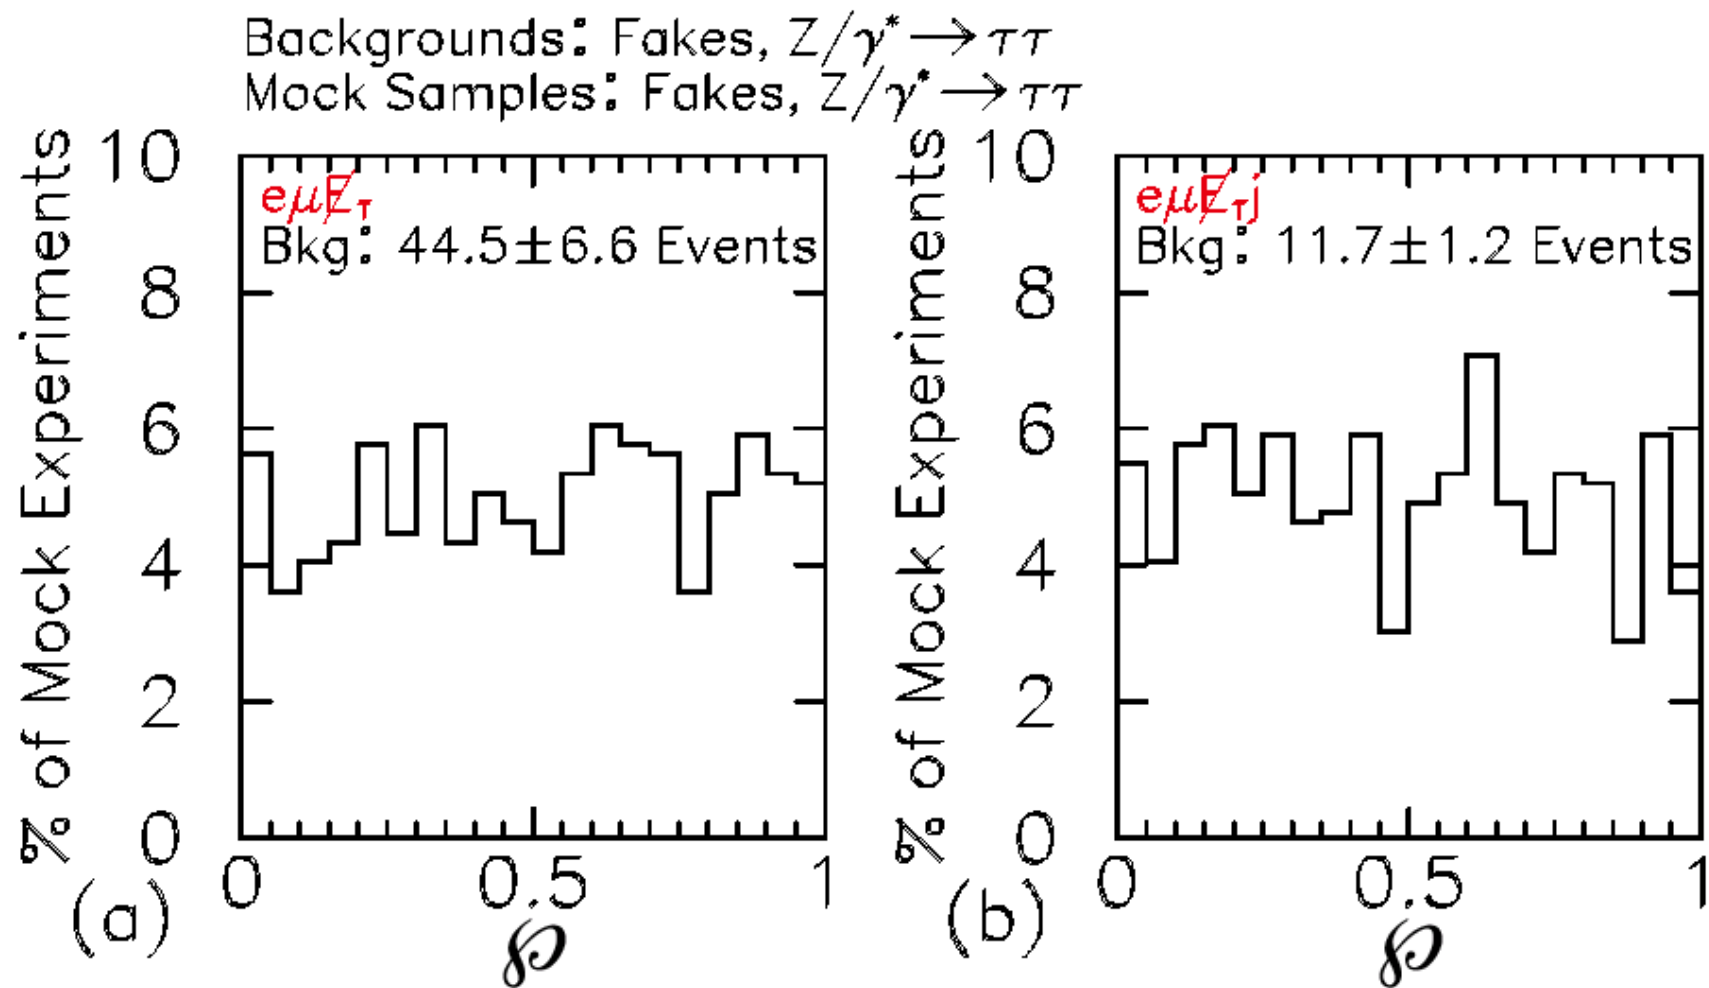 Backgrounds: Fakes, Z/γ*→ττ
Mock Samples: Fakes, Z/γ*→ττ
% of Mock Experiments
10
8
6
4
2
0
eμE̸_T
Bkg: 44.5±6.6 Events
0 0.5 1
(a)
℘
% of Mock Experiments
10
8
6
4
2
0
eμE̸_Tj
Bkg: 11.7±1.2 Events
0 0.5 1
(b)
℘